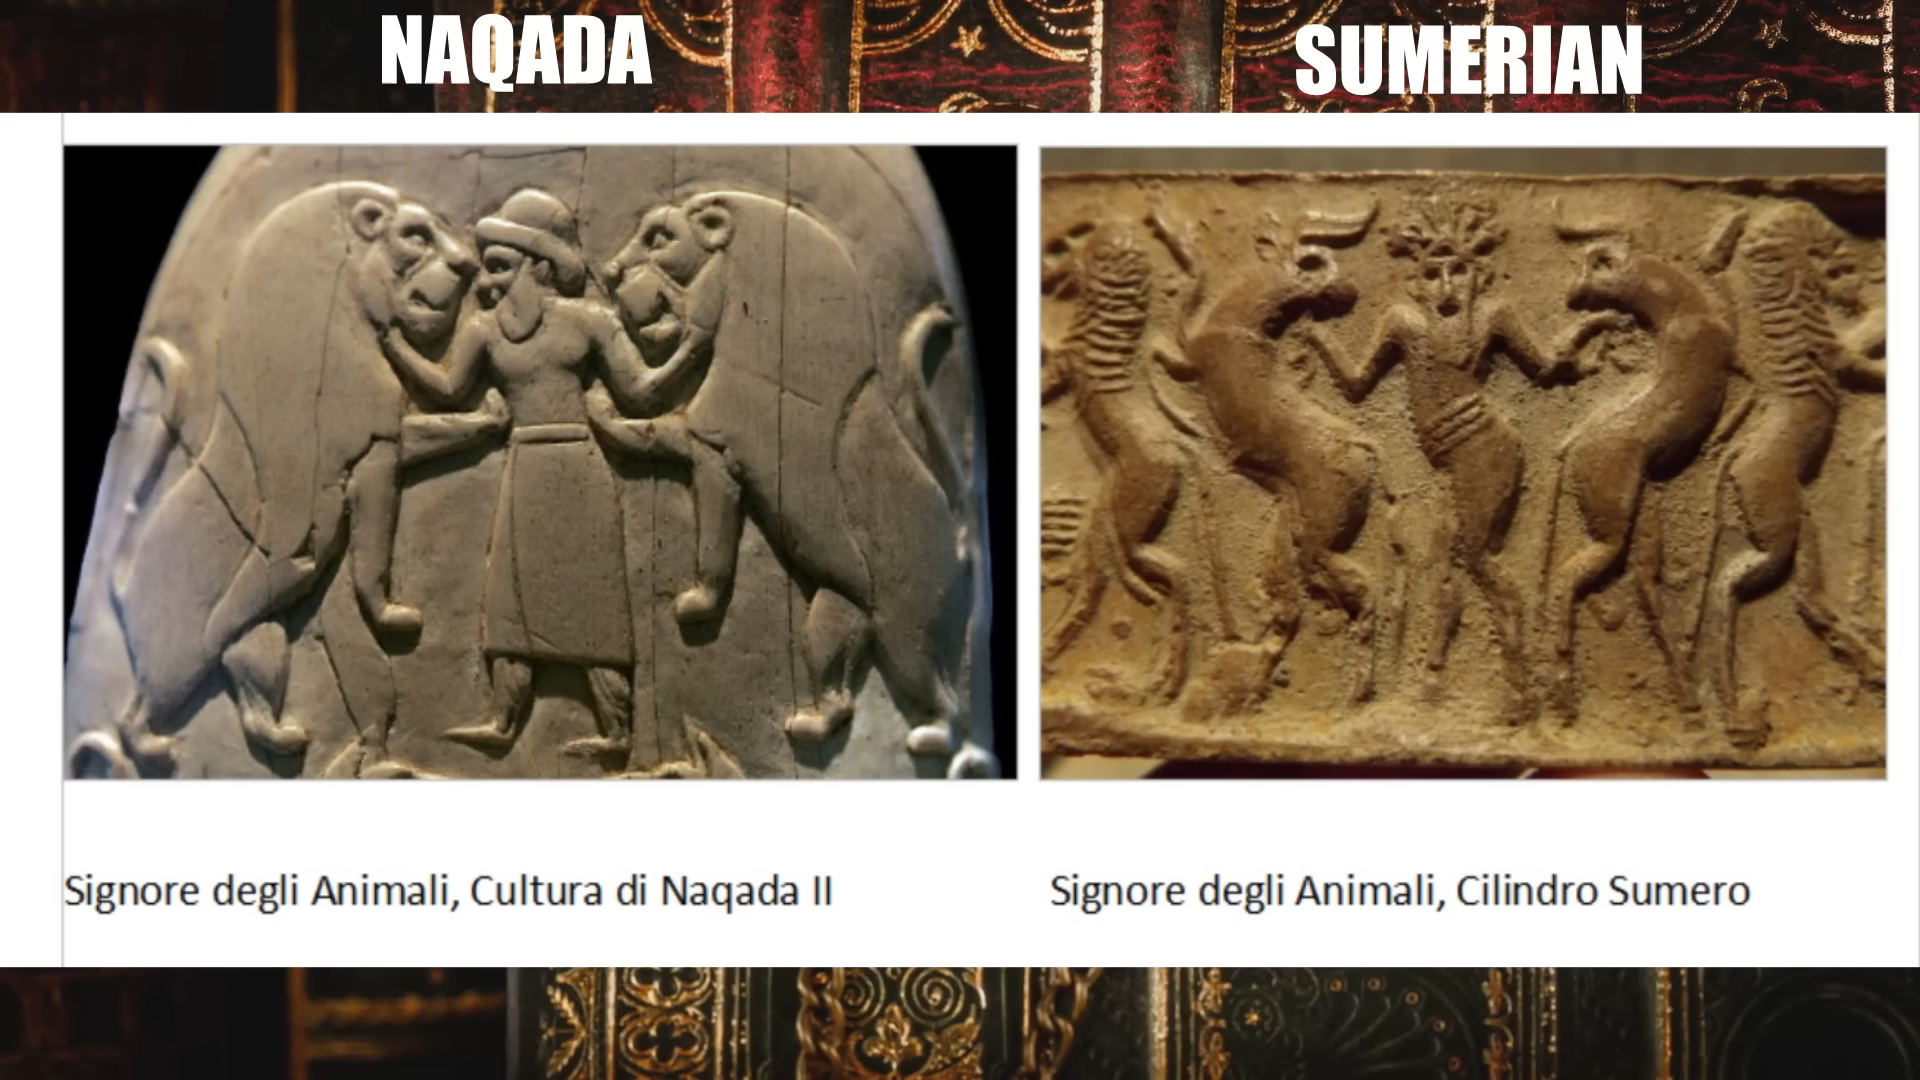 NAQADA
SUMERIAN
Signore degli Animali, Cultura di Naqada II
Signore degli Animali, Cilindro Sumero